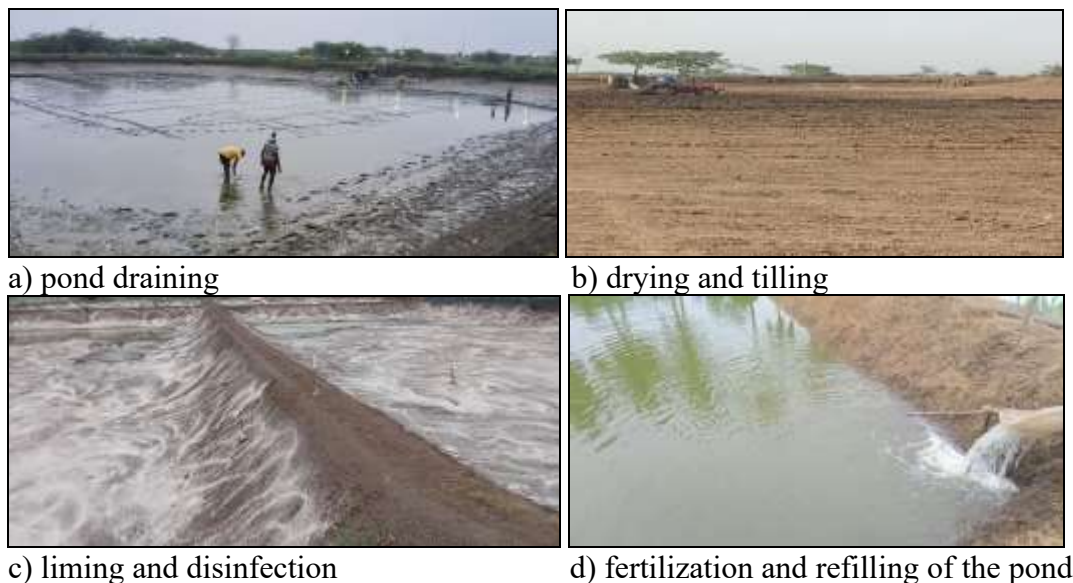 a) pond draining
b) drying and tilling
c) liming and disinfection
d) fertilization and refilling of the pond